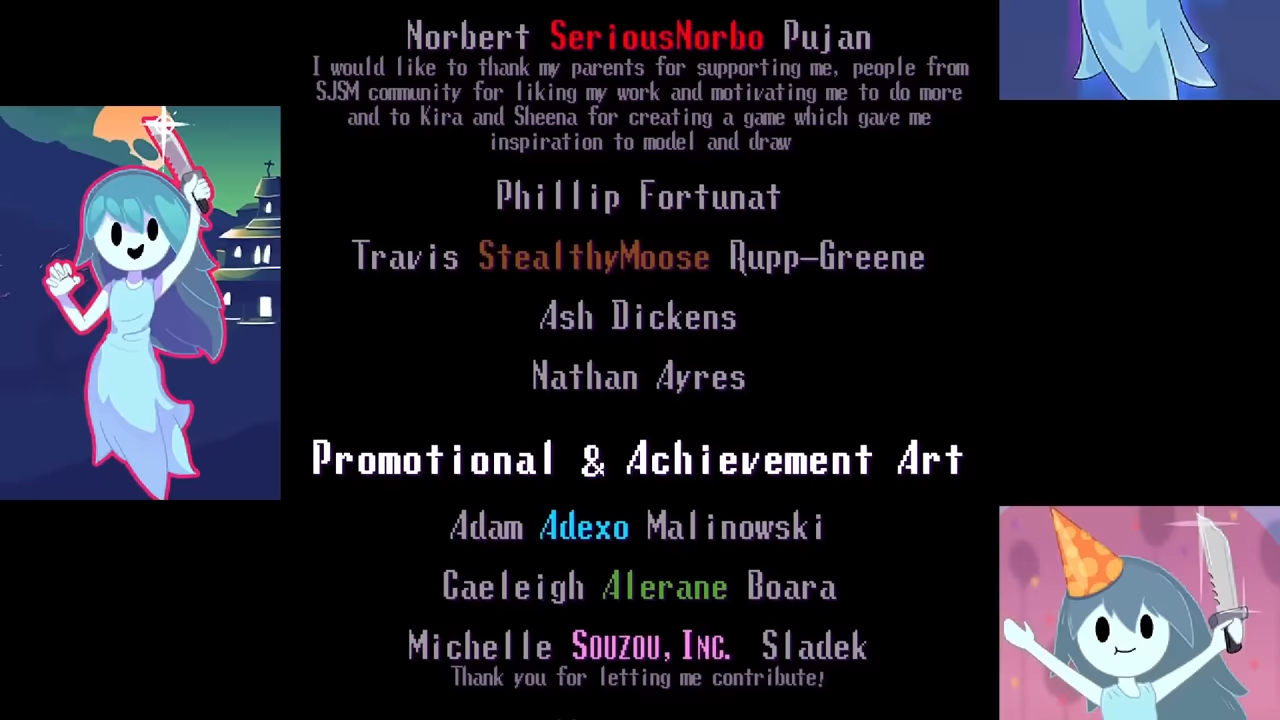 Norbert SeriousNorbo Pujan
I would like to thank my parents for supporting me, people from
SJSM community for liking my work and motivating me to do more
and to Kira and Sheena for creating a game which gave me
inspiration to model and draw
Phillip Fortunat
Travis StealthyMoose Rupp-Greene
Ash Dickens
Nathan Ayres
Promotional & Achievement Art
Adam Adexo Malinowski
Caeleigh Alerane Boara
Michelle Souzou, Inc. Sladek
Thank you for letting me contribute!